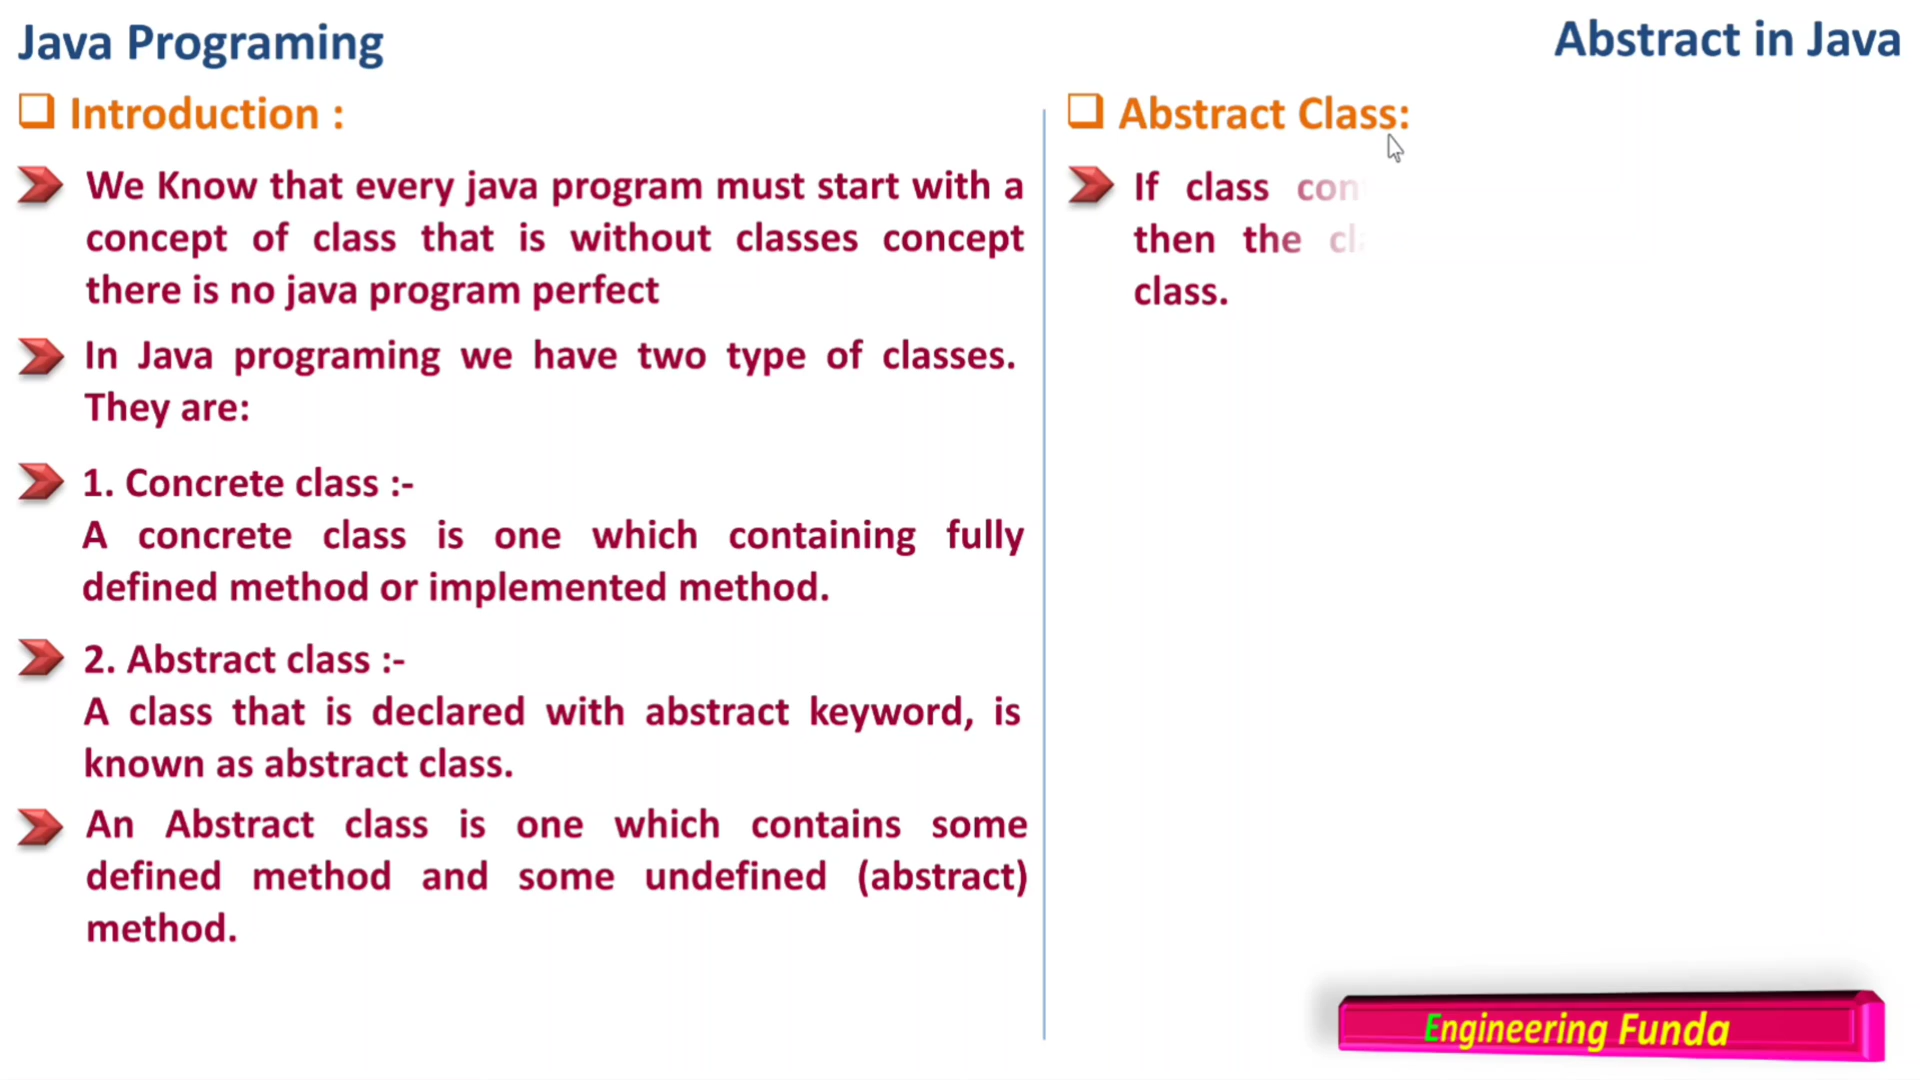 Java Programing
Abstract in Java
Introduction :
We Know that every java program must start with a
concept of class that is without classes concept
there is no java program perfect
In Java programing we have two type of classes.
They are:
1. Concrete class :-
A concrete class is one which containing fully
defined method or implemented method.
2. Abstract class :-
A class that is declared with abstract keyword, is
known as abstract class.
An Abstract class is one which contains some
defined method and some undefined (abstract)
method.
Abstract Class:
If class
then the
class.
Engineering Funda